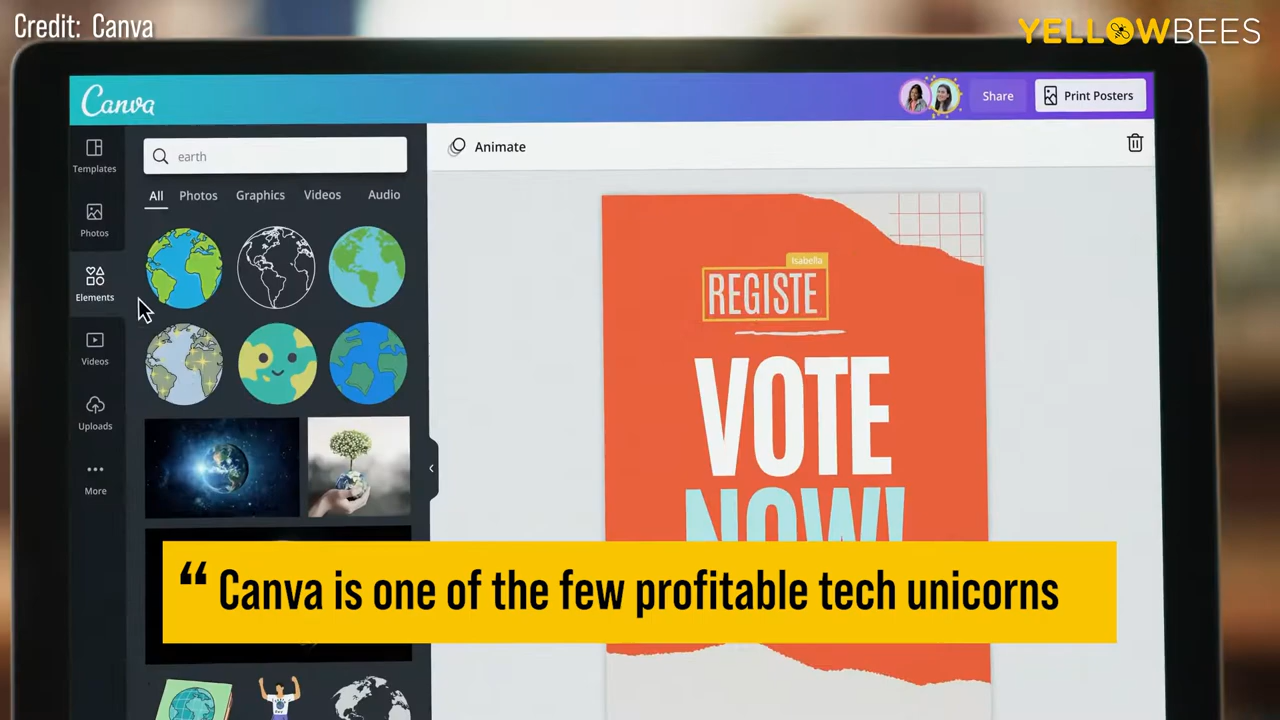 Credit: Canva
YELLOWBEES
Canva
Share
Print Posters
Templates
earth
Animate
All Photos Graphics Videos Audio
Photos
Isabella
REGISTE
Elements
VOTE
Videos
NOW!
Uploads
More
“ Canva is one of the few profitable tech unicorns